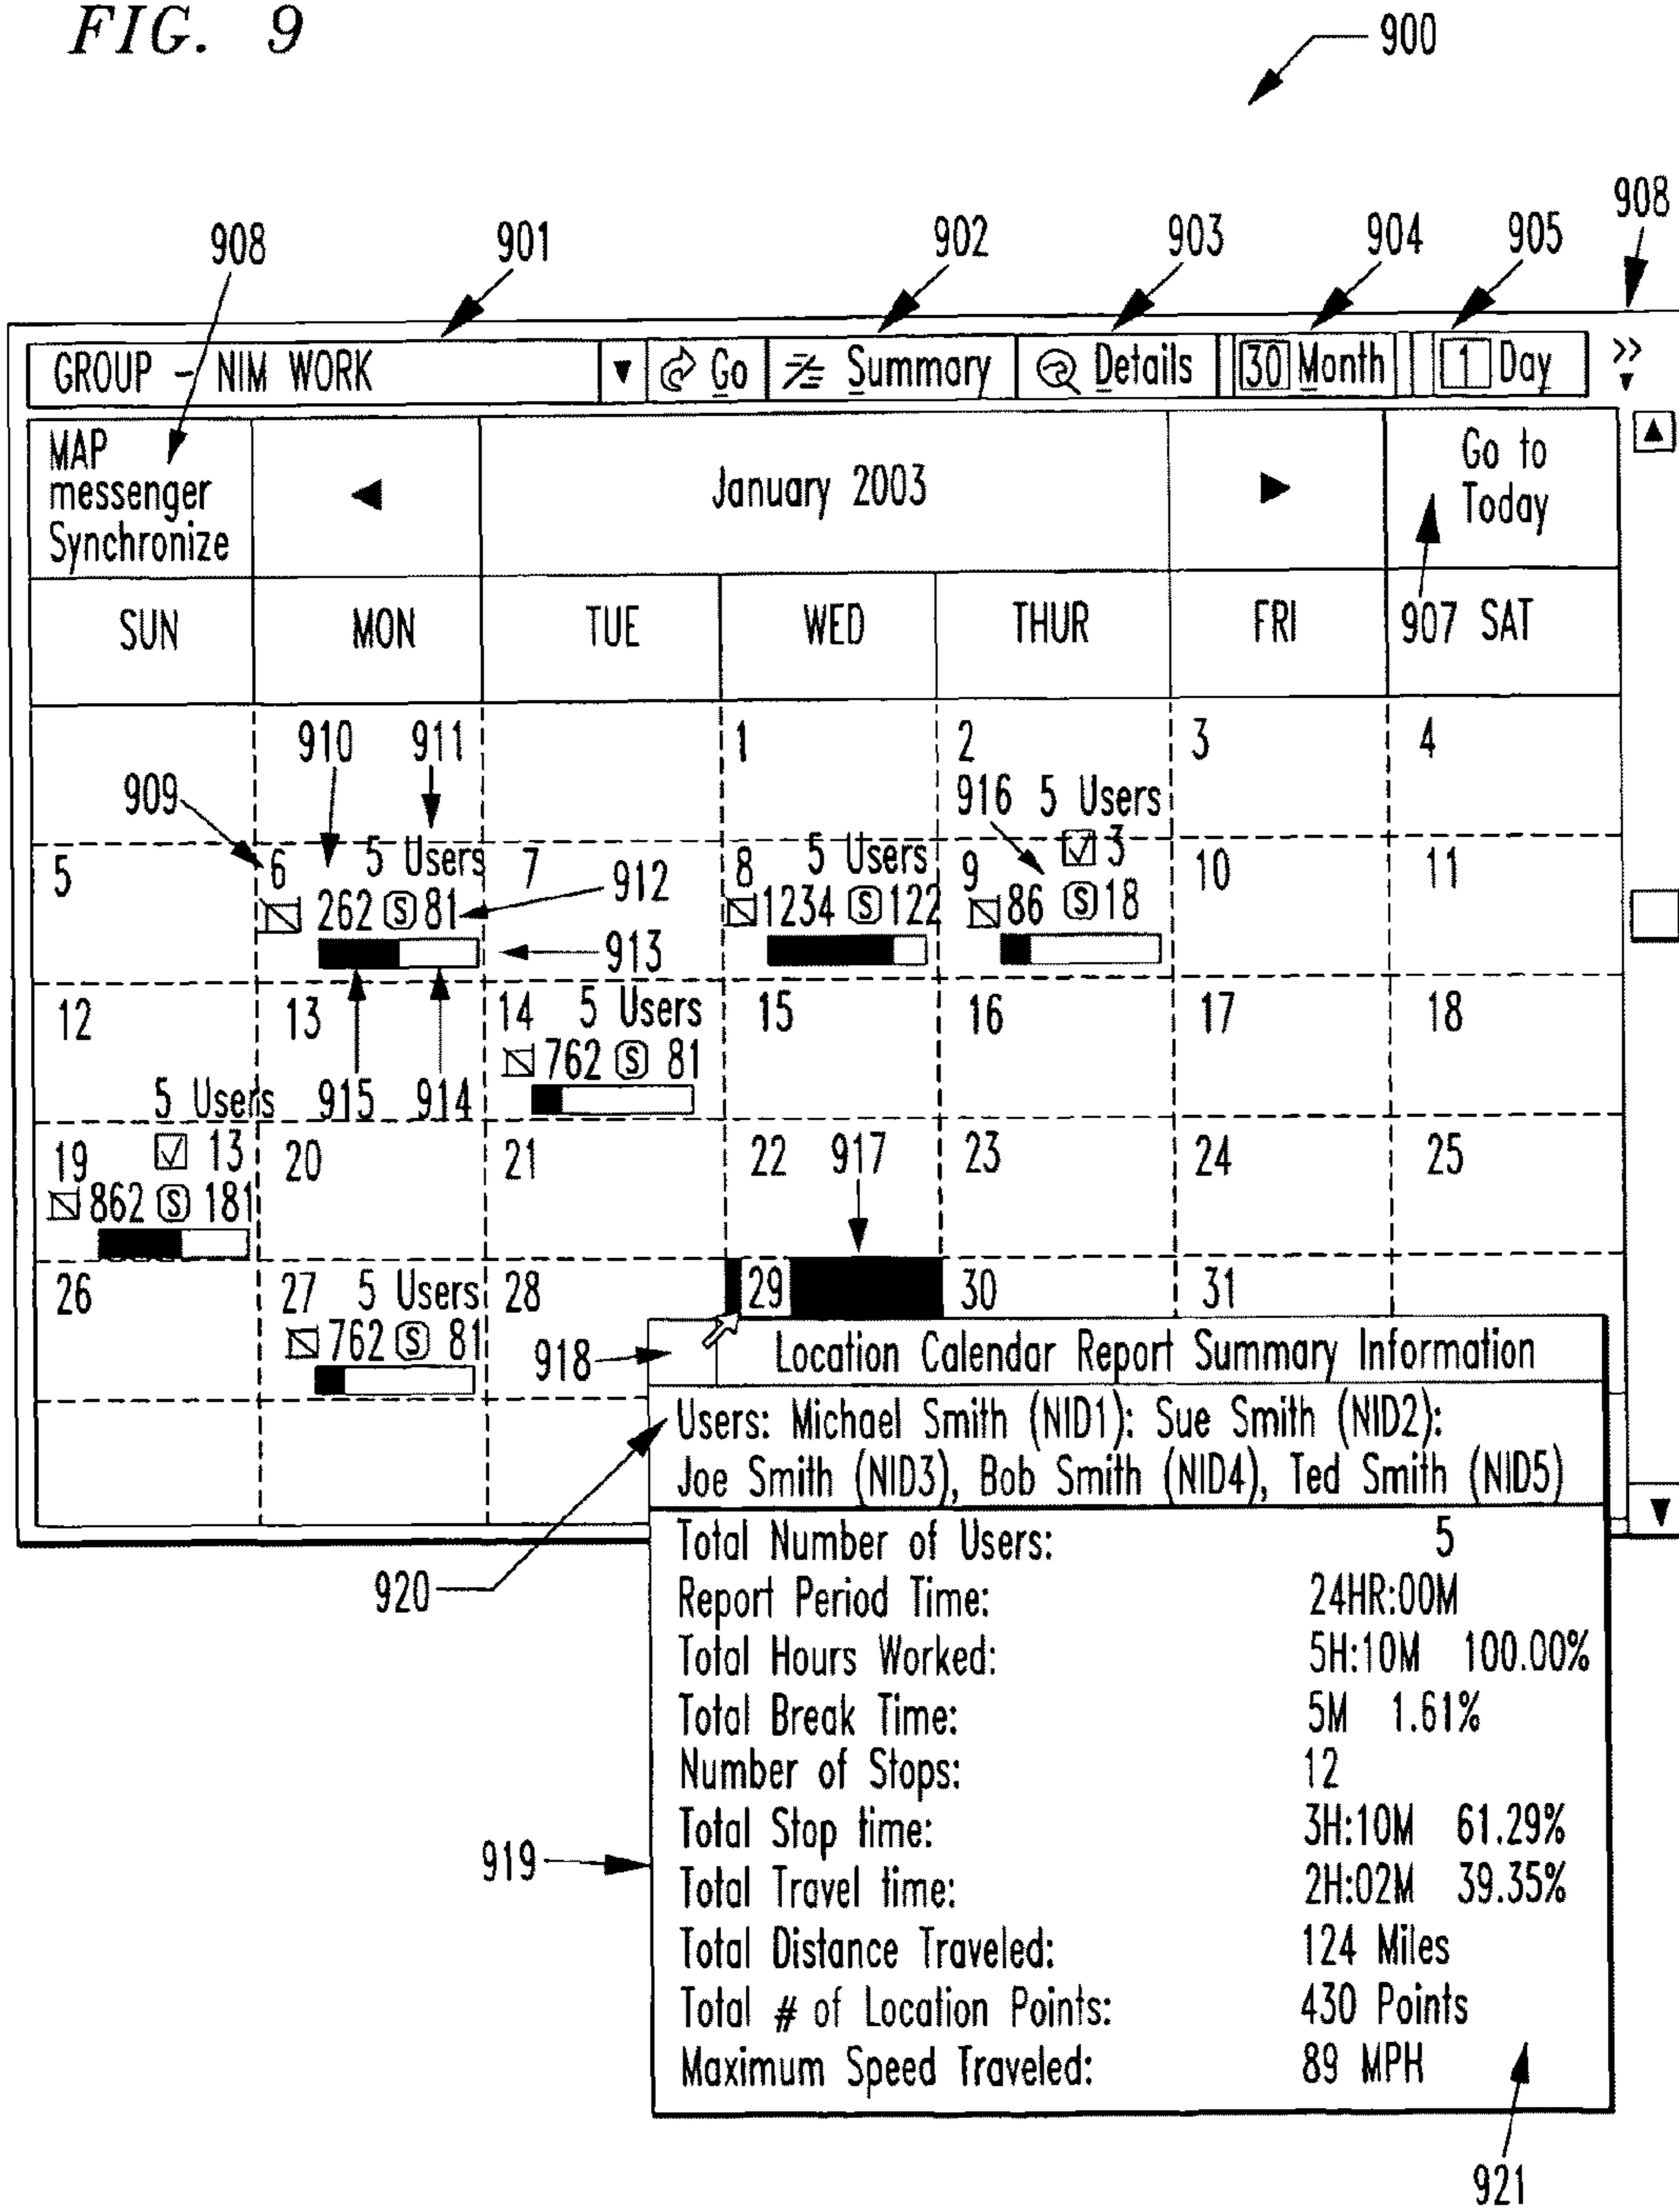 FIG. 9
900
908 901 902 903 904 905 908
GROUP - NIM WORK ▼ Go Summary Details 30 Month 1 Day >>
MAP messenger Synchronize ◀ January 2003 ▶ Go to Today
907
SUN MON TUE WED THUR FRI SAT
910 911 1 2 3 4
909 916 5 Users
5 6 5 Users 7 912 8 5 Users 9 ☑ 3 10 11
262 Ⓢ 81 1234 Ⓢ 122 86 Ⓢ 18
913
12 13 14 5 Users 15 16 17 18
762 Ⓢ 81
5 Users 915 914
19 ☑ 13 20 21 22 917 23 24 25
862 Ⓢ 181
26 27 5 Users 28 29 30 31
762 Ⓢ 81
918 Location Calendar Report Summary Information
Users: Michael Smith (NID1): Sue Smith (NID2):
Joe Smith (NID3), Bob Smith (NID4), Ted Smith (NID5)
Total Number of Users: 5
920
Report Period Time: 24HR:00M
Total Hours Worked: 5H:10M 100.00%
Total Break Time: 5M 1.61%
Number of Stops: 12
Total Stop time: 3H:10M 61.29%
919
Total Travel time: 2H:02M 39.35%
Total Distance Traveled: 124 Miles
Total # of Location Points: 430 Points
Maximum Speed Traveled: 89 MPH
921